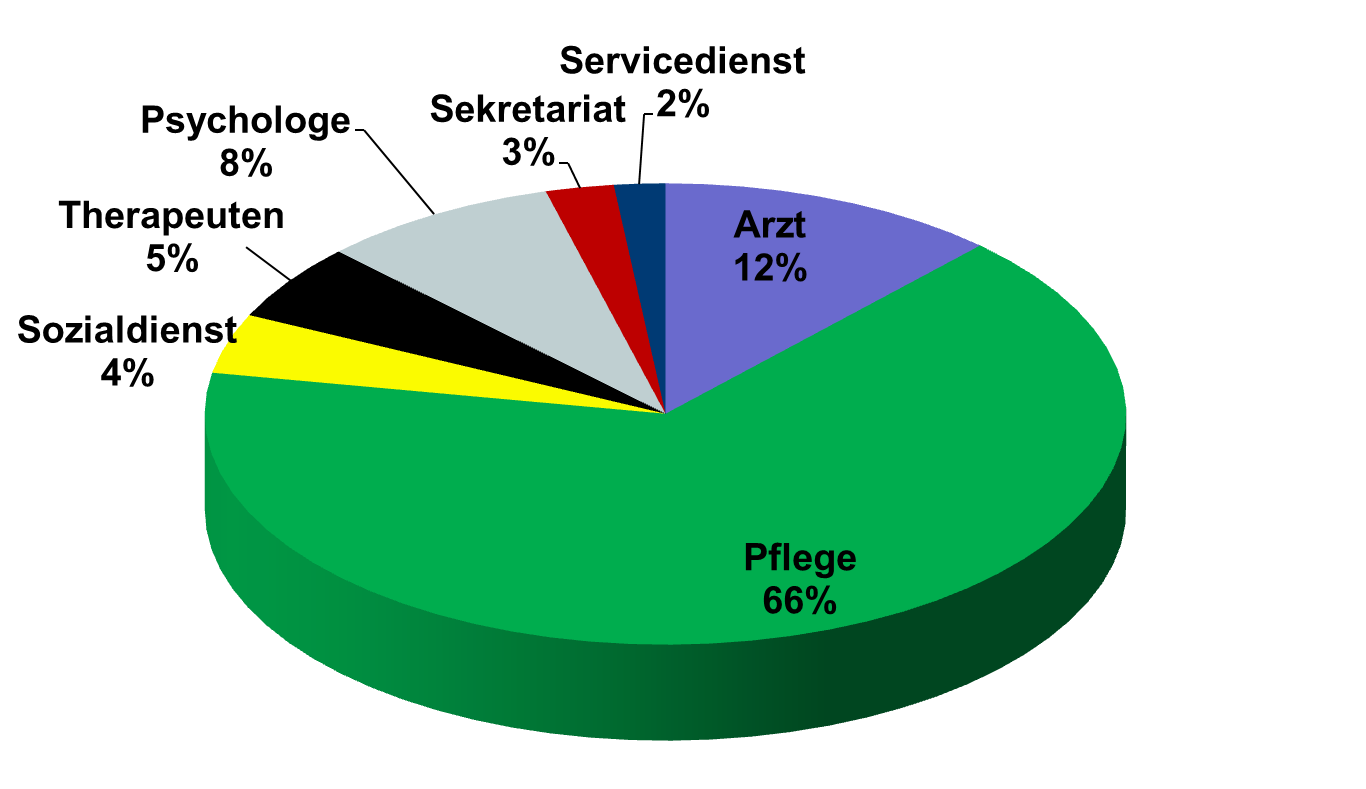 Servicedienst
2%
Sekretariat
3%
Psychologe
8%
Therapeuten
5%
Sozialdienst
4%
Arzt
12%
Pflege
66%